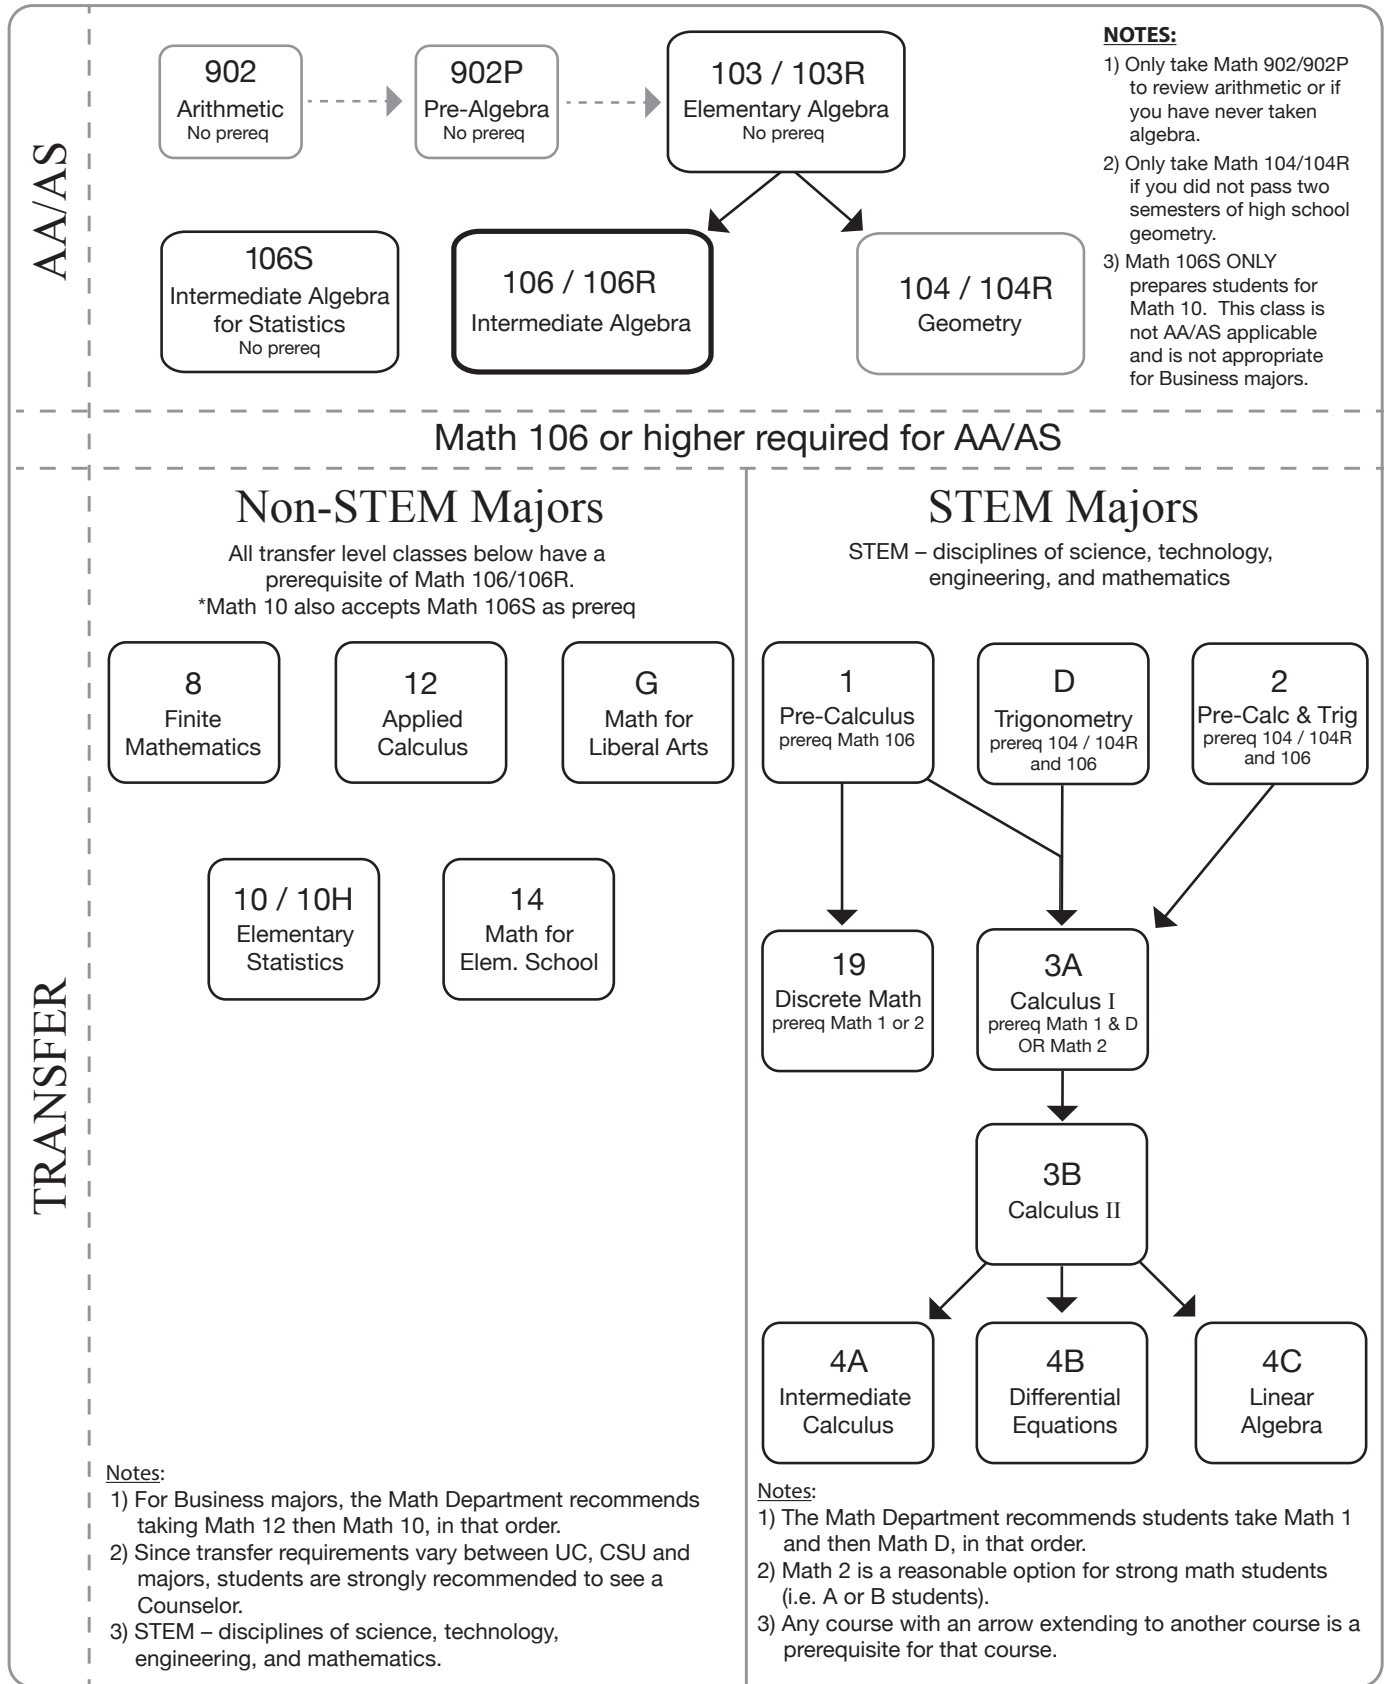 AA/AS
902
Arithmetic
No prereq
902P
Pre-Algebra
No prereq
103 / 103R
Elementary Algebra
No prereq
106S
Intermediate Algebra
for Statistics
No prereq
106 / 106R
Intermediate Algebra
104 / 104R
Geometry
NOTES:
1) Only take Math 902/902P
to review arithmetic or if
you have never taken
algebra.
2) Only take Math 104/104R
if you did not pass two
semesters of high school
geometry.
3) Math 106S ONLY
prepares students for
Math 10. This class is
not AA/AS applicable
and is not appropriate
for Business majors.
Math 106 or higher required for AA/AS
TRANSFER
Non-STEM Majors
All transfer level classes below have a
prerequisite of Math 106/106R.
*Math 10 also accepts Math 106S as prereq
8
Finite
Mathematics
12
Applied
Calculus
G
Math for
Liberal Arts
10 / 10H
Elementary
Statistics
14
Math for
Elem. School
Notes:
1) For Business majors, the Math Department recommends
taking Math 12 then Math 10, in that order.
2) Since transfer requirements vary between UC, CSU and
majors, students are strongly recommended to see a
Counselor.
3) STEM – disciplines of science, technology,
engineering, and mathematics.
STEM Majors
STEM – disciplines of science, technology,
engineering, and mathematics
1
Pre-Calculus
prereq Math 106
D
Trigonometry
prereq 104 / 104R
and 106
2
Pre-Calc & Trig
prereq 104 / 104R
and 106
19
Discrete Math
prereq Math 1 or 2
3A
Calculus I
prereq Math 1 & D
OR Math 2
3B
Calculus II
4A
Intermediate
Calculus
4B
Differential
Equations
4C
Linear
Algebra
Notes:
1) The Math Department recommends students take Math 1
and then Math D, in that order.
2) Math 2 is a reasonable option for strong math students
(i.e. A or B students).
3) Any course with an arrow extending to another course is a
prerequisite for that course.